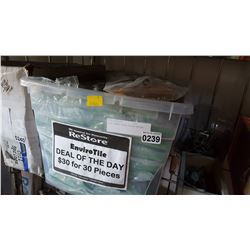 ReStore
EnviroTile
DEAL OF THE DAY
$30 for 30 Pieces
0239